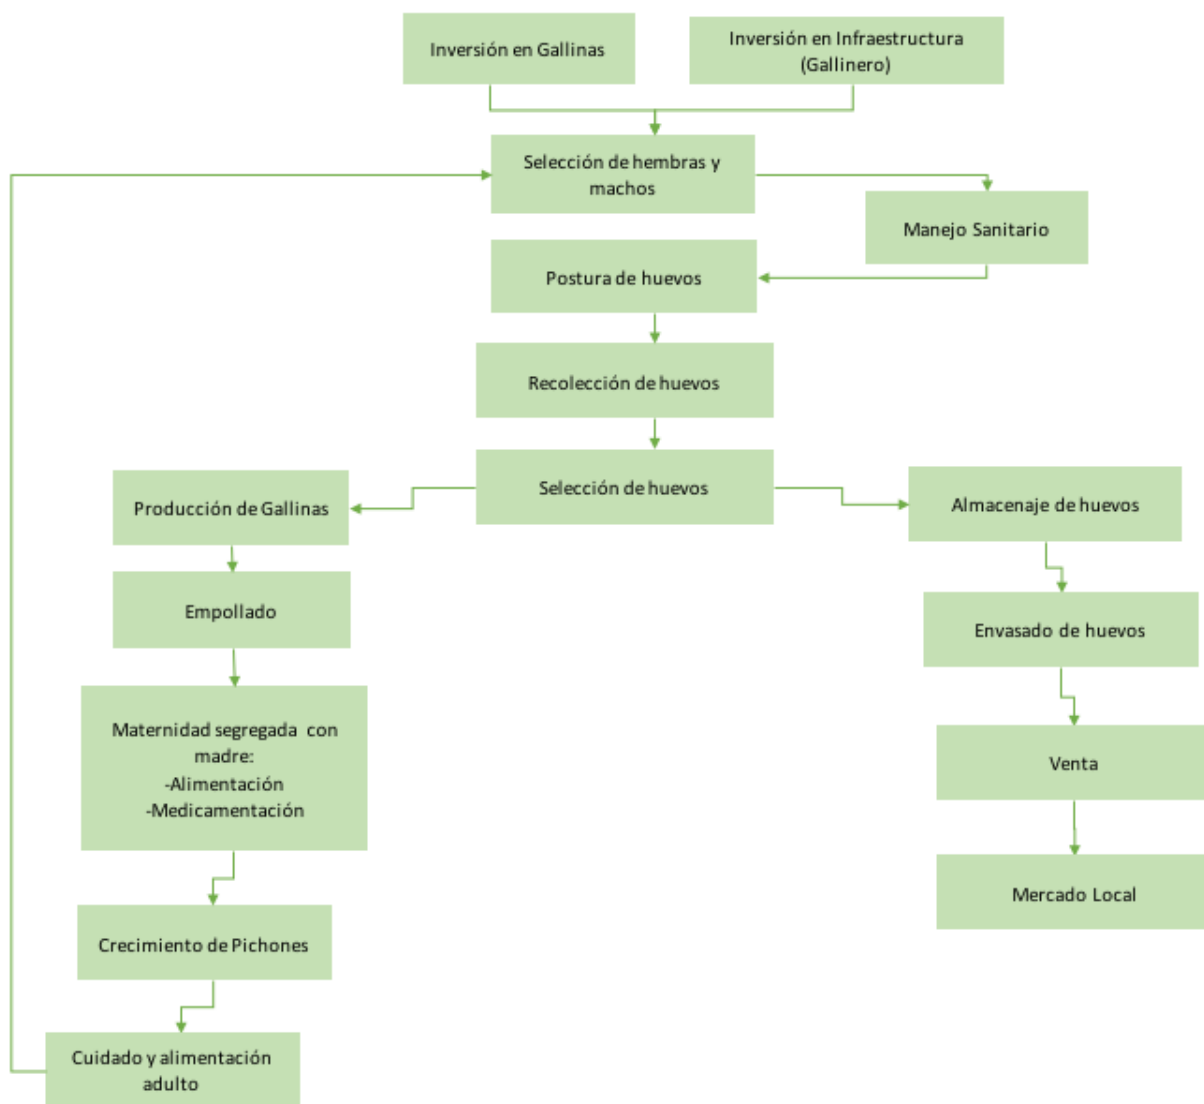 Inversión en Gallinas
Inversión en Infraestructura
(Gallinero)
Selección de hembras y
machos
Manejo Sanitario
Postura de huevos
Recolección de huevos
Selección de huevos
Producción de Gallinas
Almacenaje de huevos
Empollado
Envasado de huevos
Maternidad segregada con
madre:
-Alimentación
-Medicamentación
Venta
Mercado Local
Crecimiento de Pichones
Cuidado y alimentación
adulto